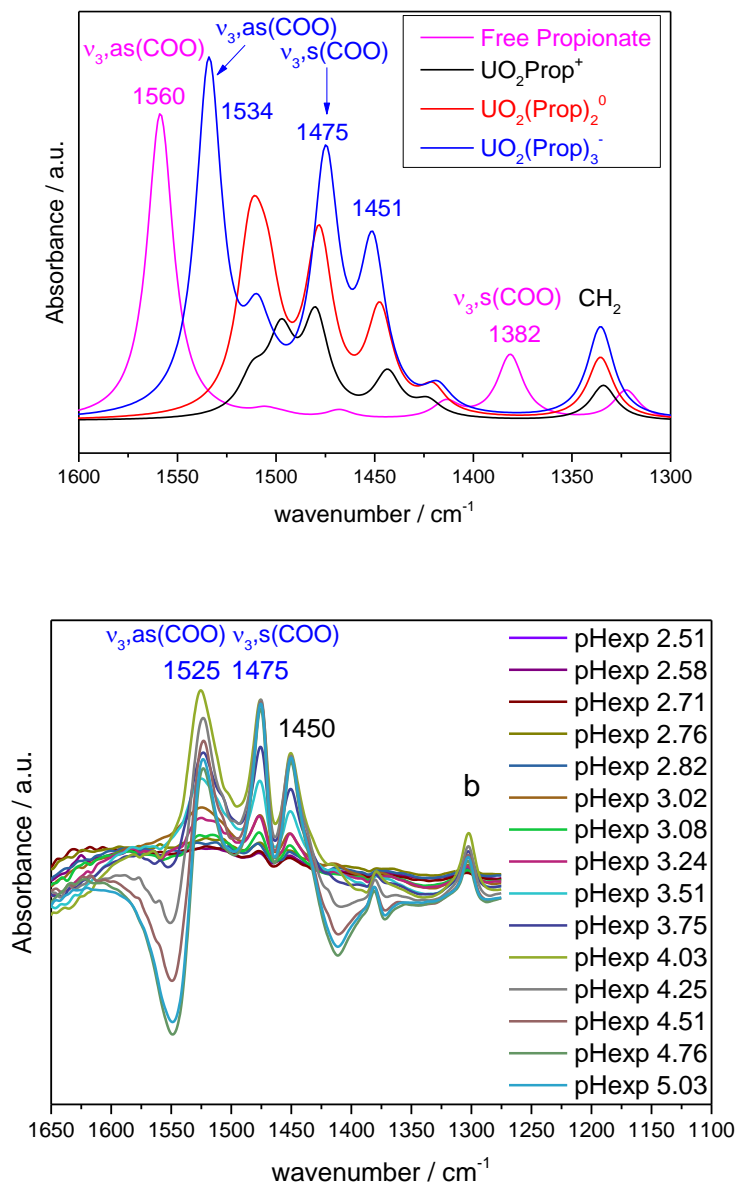 ν3,as(COO)
ν3,s(COO)
ν3,as(COO)
1560
1534
1475
1451
ν3,s(COO)
1382
CH2
Free Propionate
UO2Prop+
UO2(Prop)2 0
UO2(Prop)3 -
Absorbance / a.u.
1600 1550 1500 1450 1400 1350 1300
wavenumber / cm-1
ν3,as(COO) ν3,s(COO)
1525 1475
1450
b
pHexp 2.51
pHexp 2.58
pHexp 2.71
pHexp 2.76
pHexp 2.82
pHexp 3.02
pHexp 3.08
pHexp 3.24
pHexp 3.51
pHexp 3.75
pHexp 4.03
pHexp 4.25
pHexp 4.51
pHexp 4.76
pHexp 5.03
Absorbance / a.u.
1650 1600 1550 1500 1450 1400 1350 1300 1250 1200 1150 1100
wavenumber / cm-1